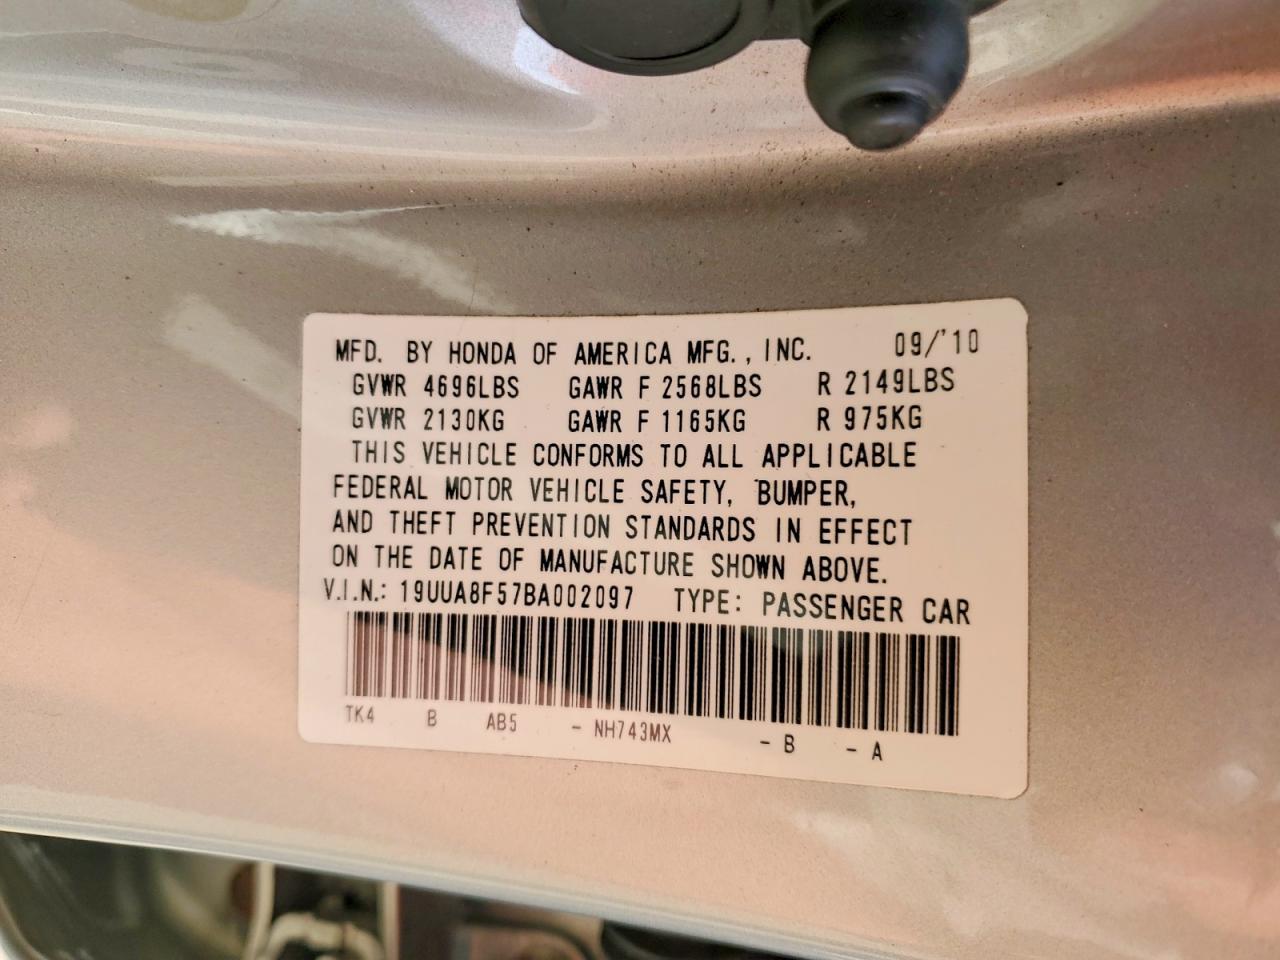 MFD. BY HONDA OF AMERICA MFG., INC. 09/'10
GVWR 4696LBS GAWR F 2568LBS R 2149LBS
GVWR 2130KG GAWR F 1165KG R 975KG
THIS VEHICLE CONFORMS TO ALL APPLICABLE
FEDERAL MOTOR VEHICLE SAFETY, BUMPER,
AND THEFT PREVENTION STANDARDS IN EFFECT
ON THE DATE OF MANUFACTURE SHOWN ABOVE.
V.I.N.: 19UUA8F57BA002097 TYPE: PASSENGER CAR
TK4 B AB5 - NH743MX - B - A